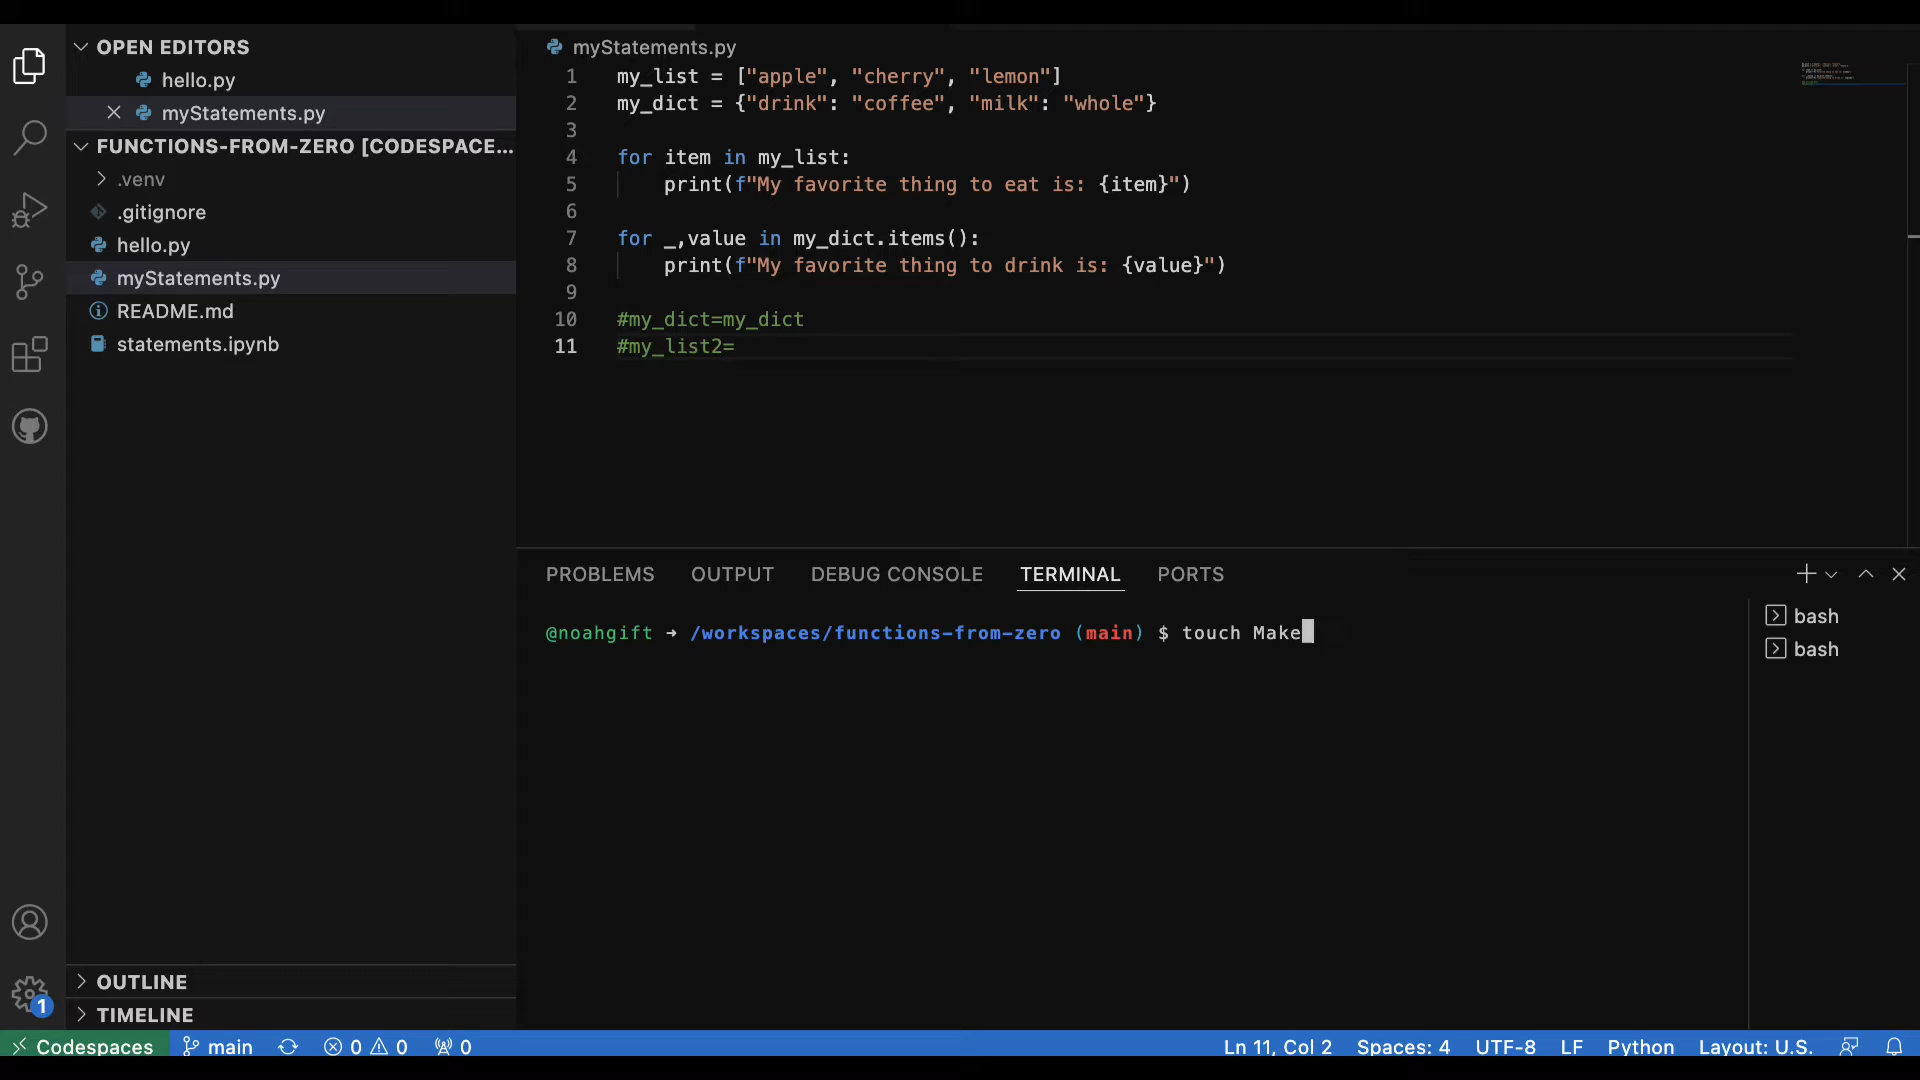 OPEN EDITORS
hello.py
myStatements.py
FUNCTIONS-FROM-ZERO [CODESPACE...
.venv
.gitignore
hello.py
myStatements.py
README.md
statements.ipynb
OUTLINE
TIMELINE
1
myStatements.py
1 my_list = ["apple", "cherry", "lemon"]
2 my_dict = {"drink": "coffee", "milk": "whole"}
3
4 for item in my_list:
5 print(f"My favorite thing to eat is: {item}")
6
7 for _,value in my_dict.items():
8 print(f"My favorite thing to drink is: {value}")
9
10 #my_dict=my_dict
11 #my_list2=
PROBLEMS OUTPUT DEBUG CONSOLE TERMINAL PORTS
@noahgift → /workspaces/functions-from-zero (main) $ touch Make
bash
bash
Codespaces main 0 0 0 Ln 11, Col 2 Spaces: 4 UTF-8 LF Python Layout: U.S.